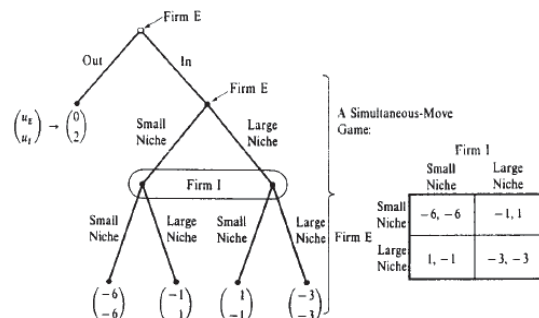 Firm E
Out
In
Firm E
(u_E
u_I) → (0
2)
Small
Niche
Large
Niche
A Simultaneous-Move
Game:
Firm I
Firm I
Small
Niche
Large
Niche
Small
Niche
Large
Niche
Small
Niche
Large
Niche
Firm E
Small
Niche
−6, −6
−1, 1
Large
Niche
1, −1
−3, −3
(−6
−6)
(−1
1)
(1
−1)
(−3
−3)